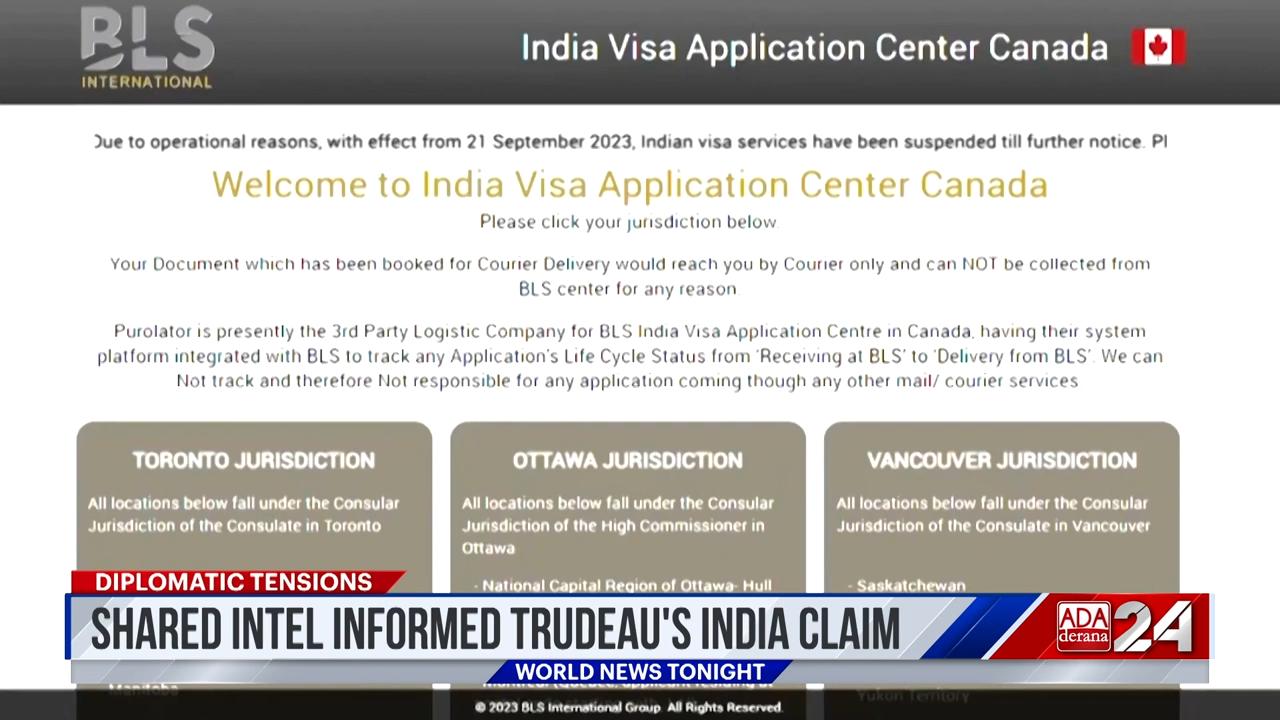 BLS
INTERNATIONAL
India Visa Application Center Canada
Due to operational reasons, with effect from 21 September 2023, Indian visa services have been suspended till further notice. Pl
Welcome to India Visa Application Center Canada
Please click your jurisdiction below
Your Document which has been booked for Courier Delivery would reach you by Courier only and can NOT be collected from
BLS center for any reason
Purolator is presently the 3rd Party Logistic Company for BLS India Visa Application Centre in Canada, having their system
platform integrated with BLS to track any Application's Life Cycle Status from 'Receiving at BLS' to 'Delivery from BLS'. We can
Not track and therefore Not responsible for any application coming though any other mail/ courier services
TORONTO JURISDICTION
All locations below fall under the Consular
Jurisdiction of the Consulate in Toronto
OTTAWA JURISDICTION
All locations below fall under the Consular
Jurisdiction of the High Commissioner in
Ottawa
- National Capital Region of Ottawa- Hull
VANCOUVER JURISDICTION
All locations below fall under the Consular
Jurisdiction of the Consulate in Vancouver
- Saskatchewan
DIPLOMATIC TENSIONS
SHARED INTEL INFORMED TRUDEAU'S INDIA CLAIM
ADA
derana
24
WORLD NEWS TONIGHT
Manitoba
Yukon Territory
© 2023 BLS International Group. All Rights Reserved.